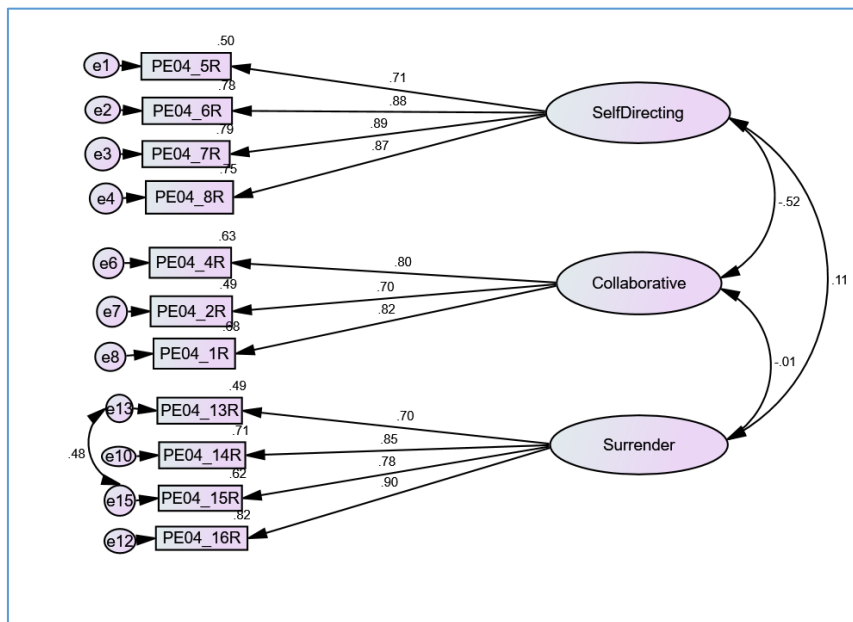 .50
e1 PE04_5R .71
.78
e2 PE04_6R .88 SelfDirecting
.79
e3 PE04_7R .89
.75
e4 PE04_8R .87
-.52
.63
e6 PE04_4R .80
.49
e7 PE04_2R .70 Collaborative .11
.68
e8 PE04_1R .82
-.01
.49
e13 PE04_13R .70
.71
.48 e10 PE04_14R .85 Surrender
.62
e15 PE04_15R .78
.82
e12 PE04_16R .90